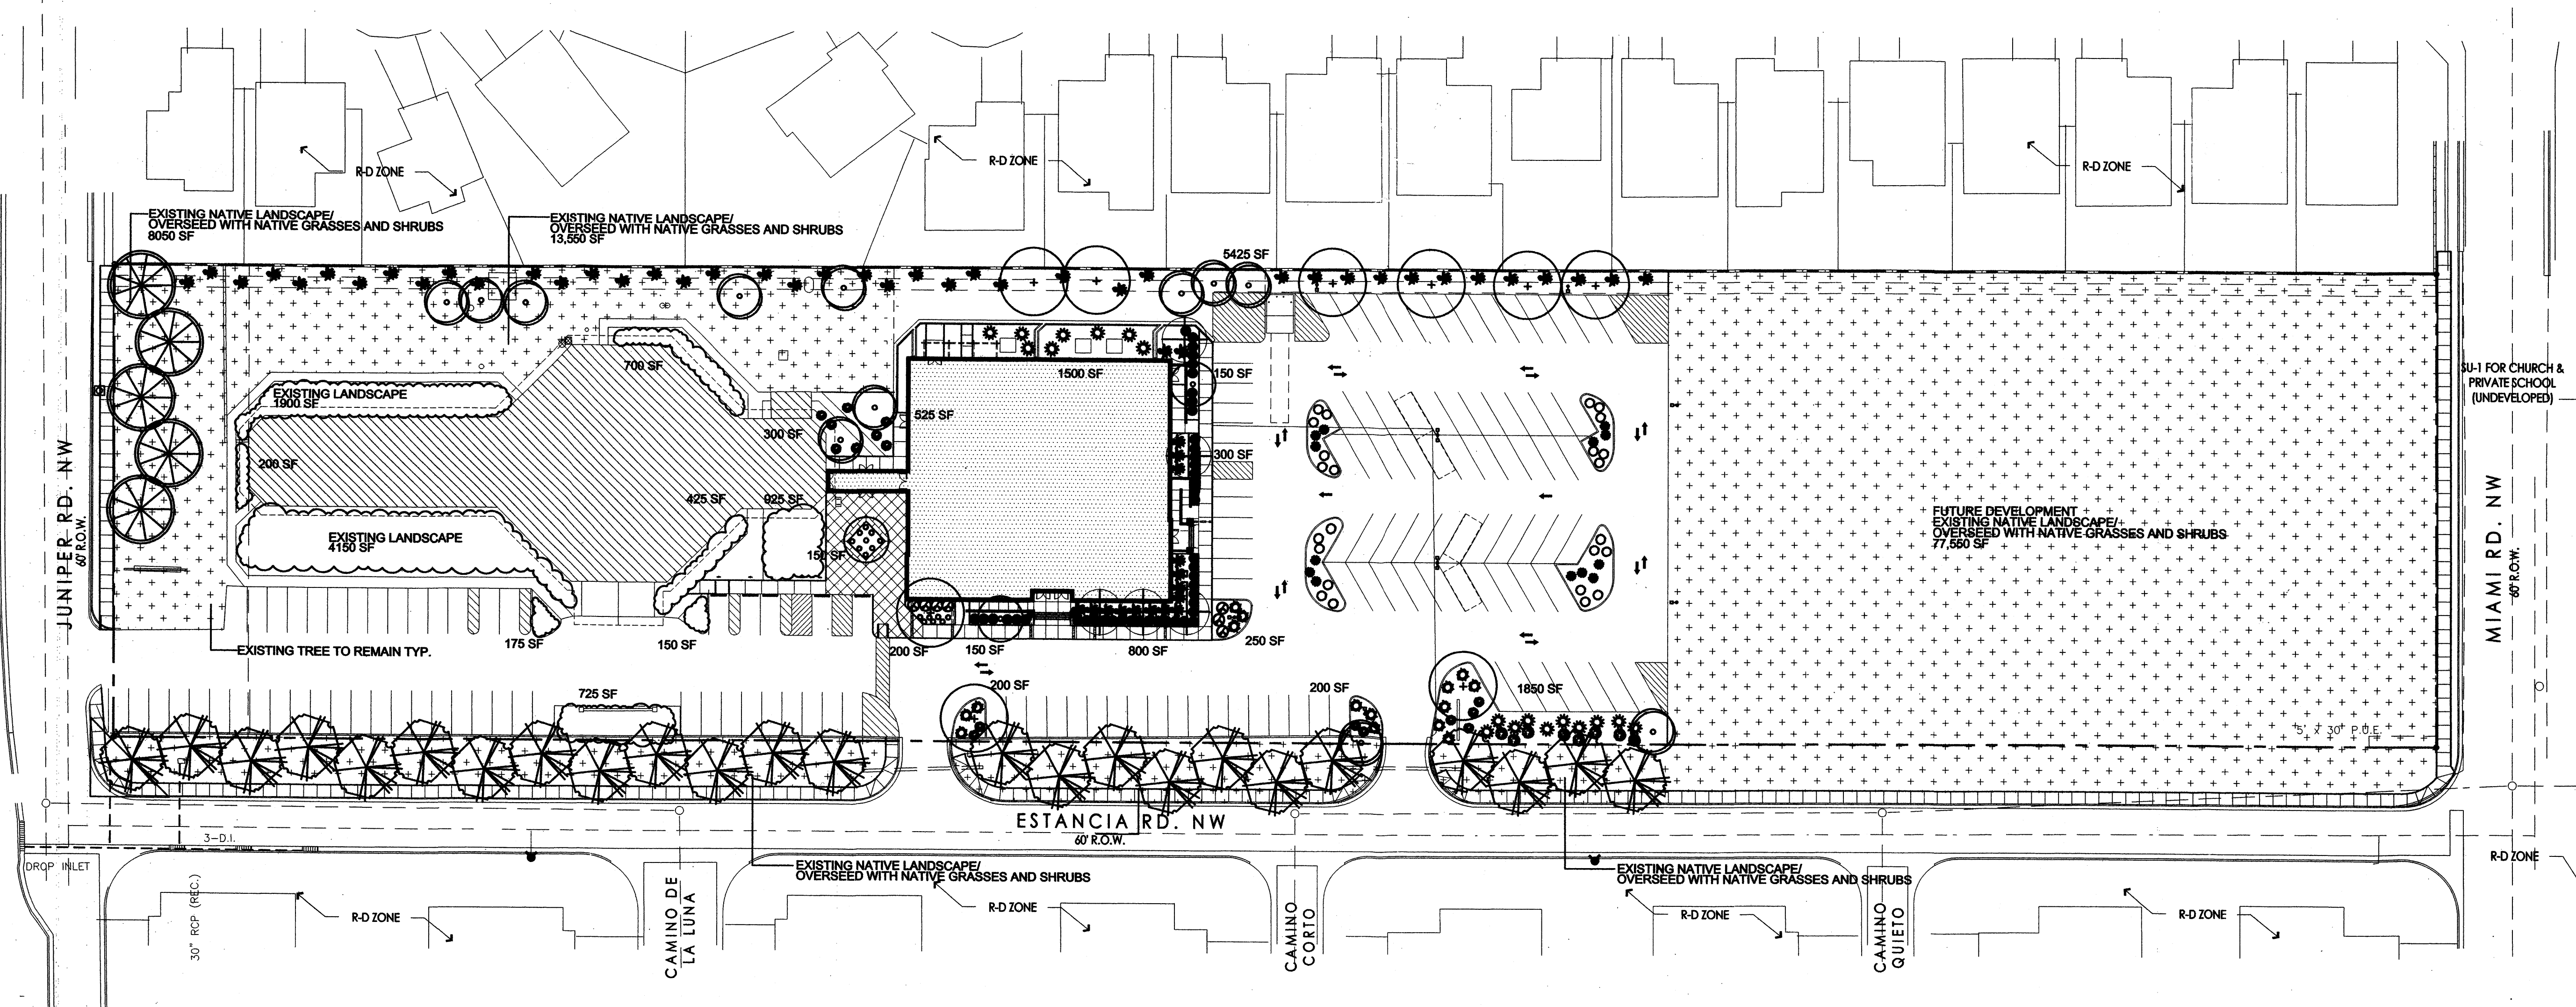 R-D ZONE
R-D ZONE
R-D ZONE
EXISTING NATIVE LANDSCAPE/
OVERSEED WITH NATIVE GRASSES AND SHRUBS
8050 SF
EXISTING NATIVE LANDSCAPE/
OVERSEED WITH NATIVE GRASSES AND SHRUBS
13,550 SF
5425 SF
700 SF
1500 SF
150 SF
SU-1 FOR CHURCH &
PRIVATE SCHOOL
(UNDEVELOPED)
EXISTING LANDSCAPE
1900 SF
525 SF
300 SF
300 SF
200 SF
425 SF
925 SF
JUNIPER RD. NW
60' R.O.W.
EXISTING LANDSCAPE
4150 SF
150 SF
FUTURE DEVELOPMENT
EXISTING NATIVE LANDSCAPE/
OVERSEED WITH NATIVE GRASSES AND SHRUBS
77,550 SF
MIAMI RD. NW
60' R.O.W.
175 SF
150 SF
200 SF
150 SF
800 SF
250 SF
EXISTING TREE TO REMAIN TYP.
725 SF
200 SF
200 SF
1850 SF
5' X 30' P.U.E.
ESTANCIA RD. NW
60' R.O.W.
3-D.I.
DROP INLET
30" RCP (REC.)
EXISTING NATIVE LANDSCAPE/
OVERSEED WITH NATIVE GRASSES AND SHRUBS
EXISTING NATIVE LANDSCAPE/
OVERSEED WITH NATIVE GRASSES AND SHRUBS
R-D ZONE
R-D ZONE
R-D ZONE
R-D ZONE
R-D ZONE
CAMINO DE
LA LUNA
CAMINO
CORTO
CAMINO
QUIETO